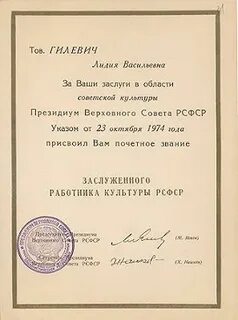 Тов. ГИЛЕВИЧ
Лидия Васильевна
За Ваши заслуги в области
советской культуры
Президиум Верховного Совета РСФСР
Указом от 23 октября 1974 года
присвоил Вам почетное звание
ЗАСЛУЖЕННОГО
РАБОТНИКА КУЛЬТУРЫ РСФСР
Председатель Президиума
Верховного Совета РСФСР
Секретарь Президиума
Верховного Совета РСФСР